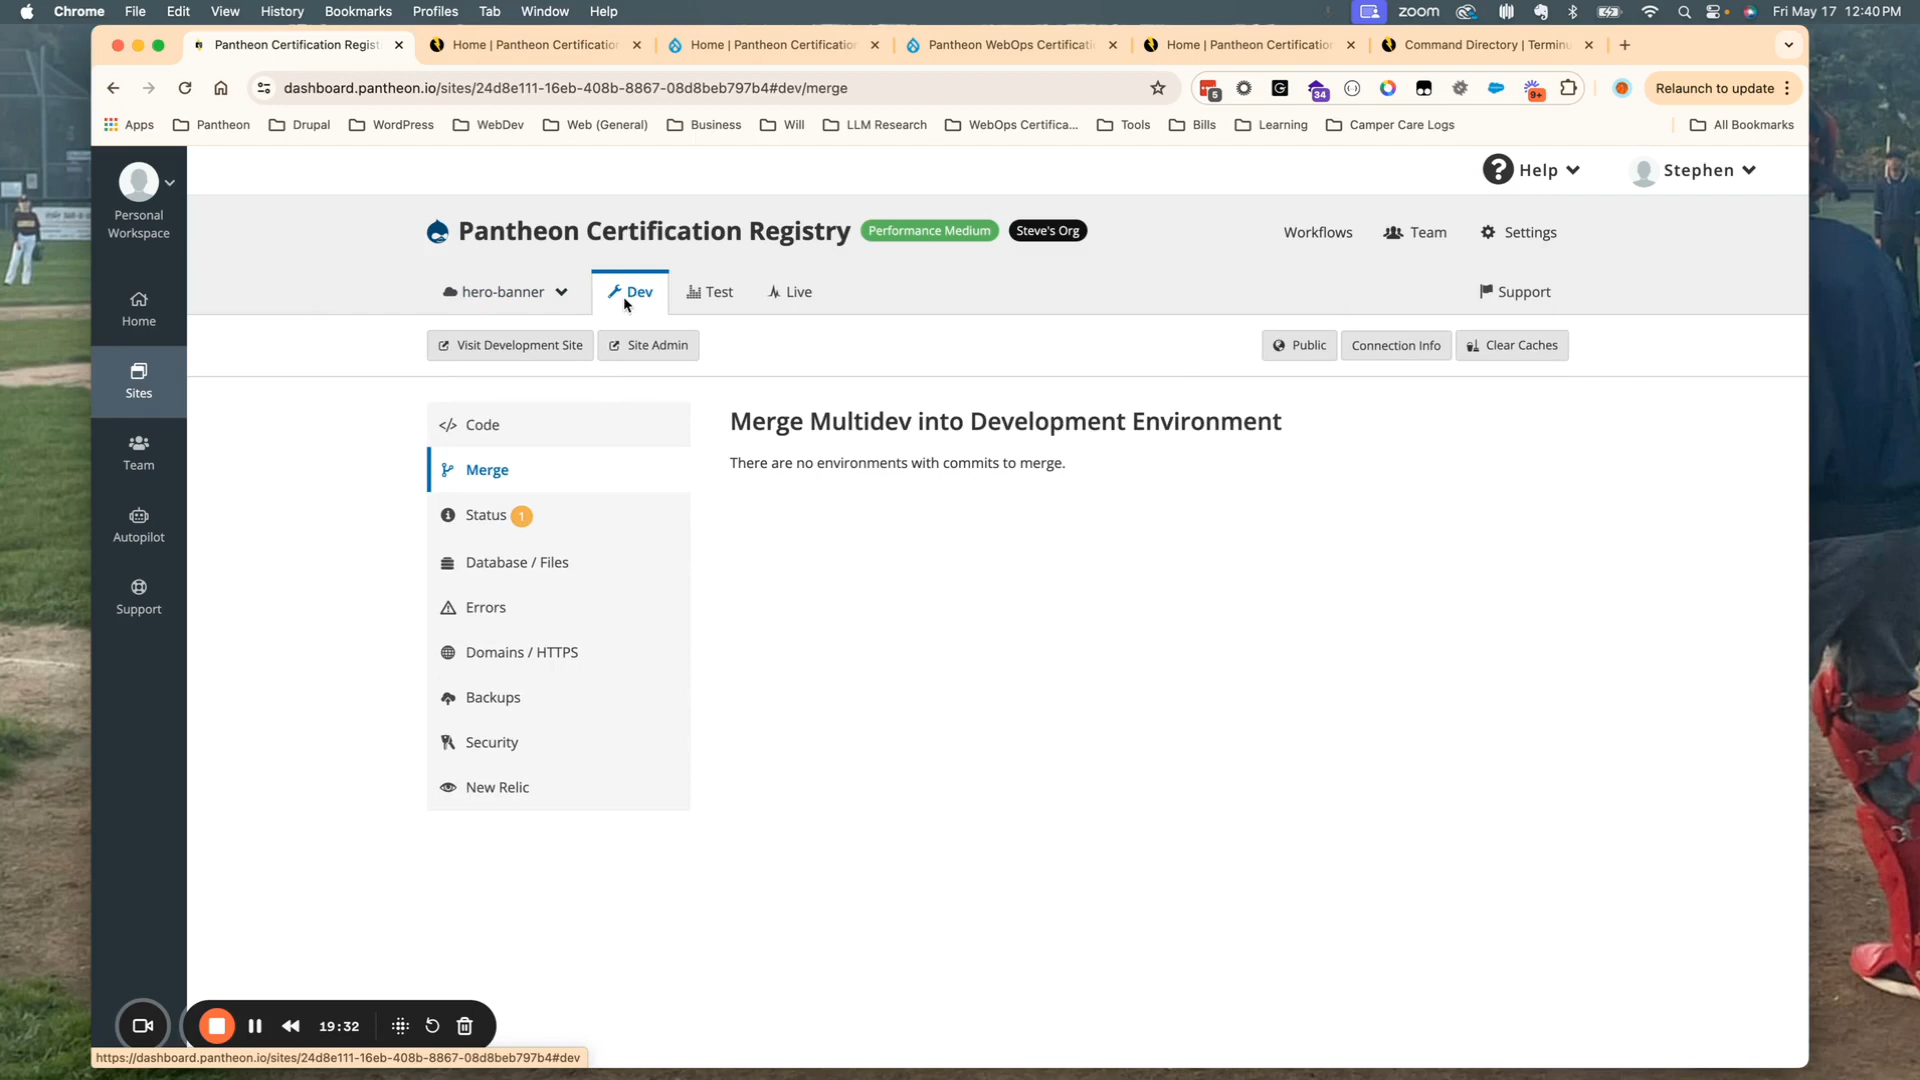 Chrome File Edit View History Bookmarks Profiles Tab Window Help zoom Fri May 17 12:40 PM
Pantheon Certification Regist Home | Pantheon Certification Home | Pantheon Certification Pantheon WebOps Certificati Home | Pantheon Certification Command Directory | Terminu
dashboard.pantheon.io/sites/24d8e111-16eb-408b-8867-08d8beb797b4#dev/merge 5 34 9+ Relaunch to update
Apps Pantheon Drupal WordPress WebDev Web (General) Business Will LLM Research WebOps Certifica... Tools Bills Learning Camper Care Logs All Bookmarks
Personal
Workspace
Home
Sites
Team
Autopilot
Support
Help Stephen
Pantheon Certification Registry Performance Medium Steve's Org Workflows Team Settings
hero-banner Dev Test Live Support
Visit Development Site Site Admin Public Connection Info Clear Caches
Code
Merge
Status 1
Database / Files
Errors
Domains / HTTPS
Backups
Security
New Relic
Merge Multidev into Development Environment
There are no environments with commits to merge.
19:32
https://dashboard.pantheon.io/sites/24d8e111-16eb-408b-8867-08d8beb797b4#dev